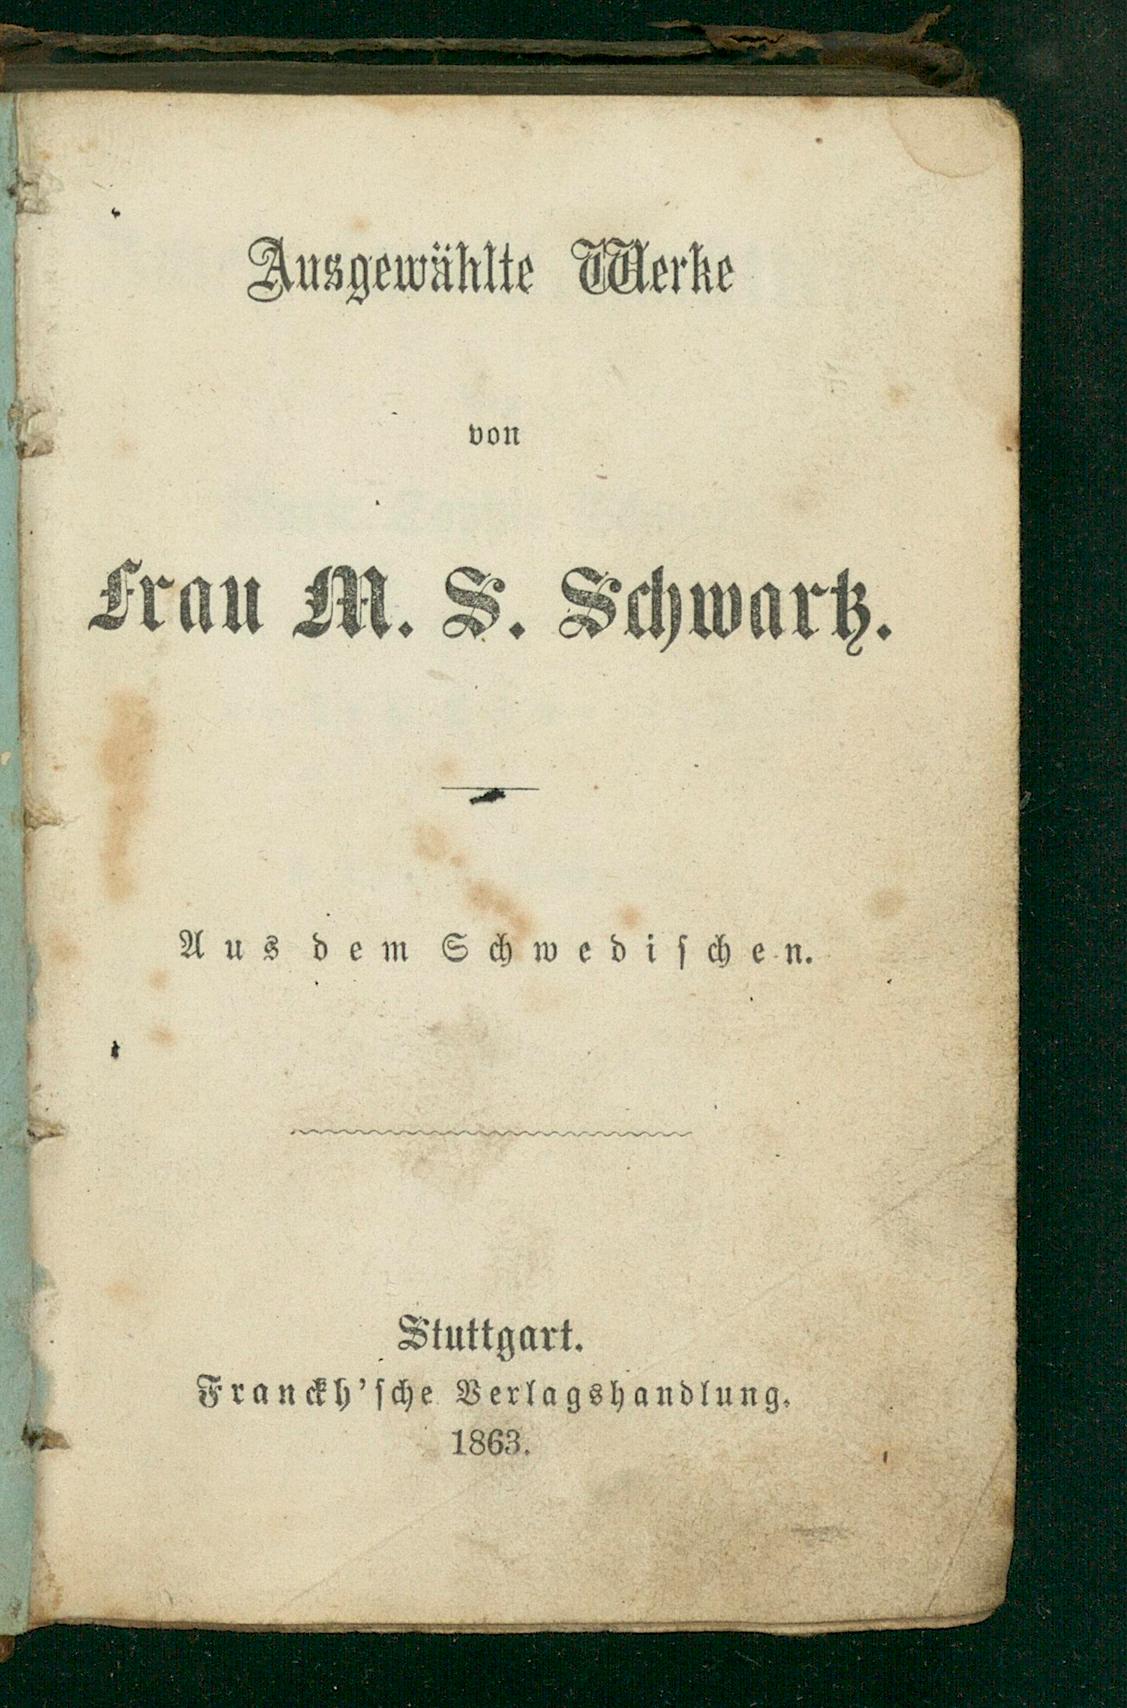 Ausgewählte Werke
von
Frau M. S. Schwartz.
Aus dem Schwediſchen.
Stuttgart.
Franckh'ſche Verlagshandlung.
1863.